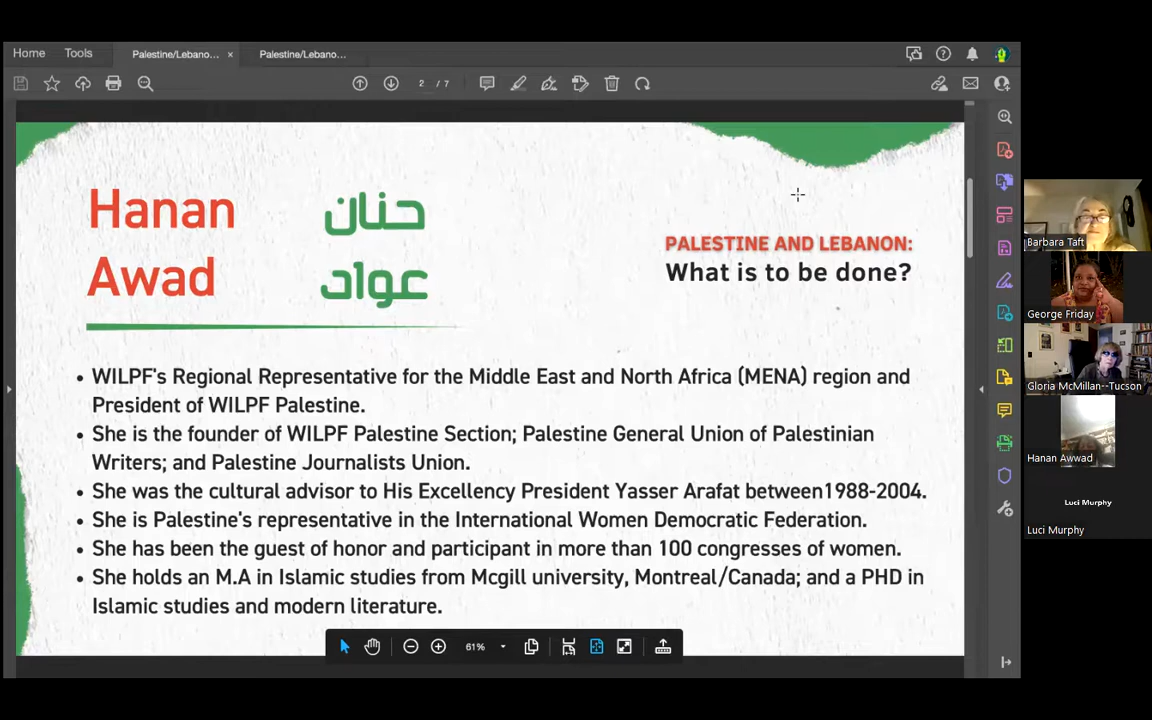 Home
Tools
Palestine/Lebano...
Palestine/Lebano...
2 / 7
Hanan
Awad
حنان
عواد
PALESTINE AND LEBANON:
What is to be done?
• WILPF's Regional Representative for the Middle East and North Africa (MENA) region and
President of WILPF Palestine.
• She is the founder of WILPF Palestine Section; Palestine General Union of Palestinian
Writers; and Palestine Journalists Union.
• She was the cultural advisor to His Excellency President Yasser Arafat between1988-2004.
• She is Palestine's representative in the International Women Democratic Federation.
• She has been the guest of honor and participant in more than 100 congresses of women.
• She holds an M.A in Islamic studies from Mcgill university, Montreal/Canada; and a PHD in
Islamic studies and modern literature.
61%
Barbara Taft
George Friday
Gloria McMillan--Tucson
Hanan Awwad
Luci Murphy
Luci Murphy